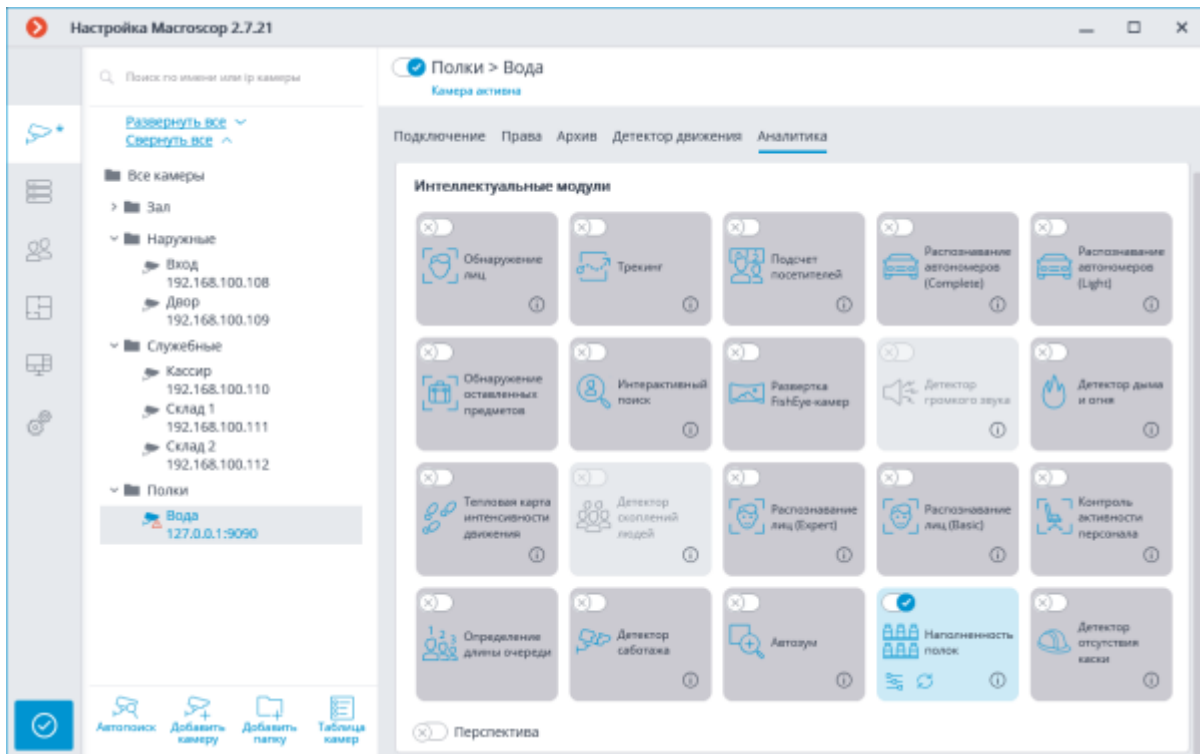 Настройка Macroscop 2.7.21
Поиск по имени или ip камеры
Развернуть все
Свернуть все
Все камеры
Зал
Наружные
Вход
192.168.100.108
Двор
192.168.100.109
Служебные
Кассир
192.168.100.110
Склад 1
192.168.100.111
Склад 2
192.168.100.112
Полки
Вода
127.0.0.1:9090
Автопоиск
Добавить
камеру
Добавить
папку
Таблица
камер
Полки > Вода
Камера активна
Подключение Права Архив Детектор движения Аналитика
Интеллектуальные модули
Обнаружение
лиц
Трекинг
Подсчет
посетителей
Распознавание
автономеров
(Complete)
Распознавание
автономеров
(Light)
Обнаружение
оставленных
предметов
Интерактивный
поиск
Развертка
FishEye-камер
Детектор
громкого звука
Детектор дыма
и огня
Тепловая карта
интенсивности
движения
Детектор
скоплений
людей
Распознавание
лиц (Expert)
Распознавание
лиц (Basic)
Контроль
активности
персонала
1 2 3
Определение
длины очереди
Детектор
саботажа
Автозум
Наполненность
полок
Детектор
отсутствия
каски
Перспектива